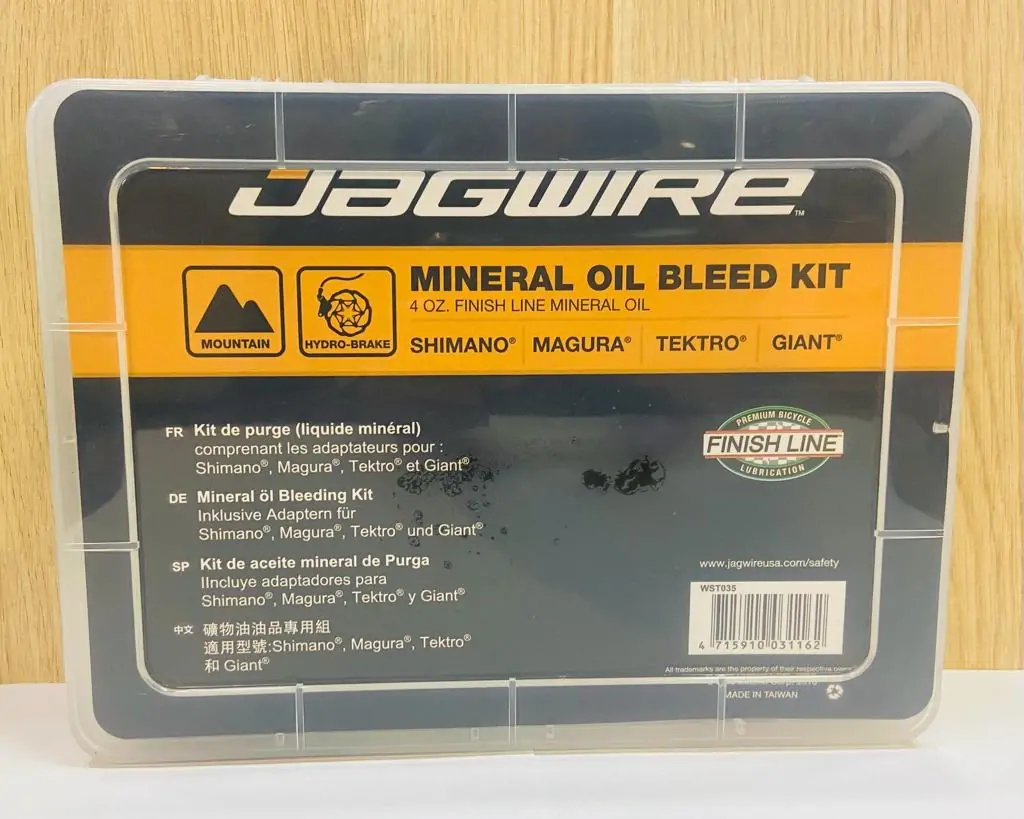 JAGWIRE™
MINERAL OIL BLEED KIT
4 OZ. FINISH LINE MINERAL OIL
MOUNTAIN
HYDRO-BRAKE
SHIMANO® MAGURA® TEKTRO® GIANT®
FR Kit de purge (liquide minéral)
comprenant les adaptateurs pour :
Shimano®, Magura®, Tektro® et Giant®
DE Mineral öl Bleeding Kit
Inklusive Adaptern für
Shimano®, Magura®, Tektro® und Giant®
SP Kit de aceite mineral de Purga
IIncluye adaptadores para
Shimano®, Magura®, Tektro® y Giant®
中文 礦物油油品專用組
適用型號:Shimano®, Magura®, Tektro®
和 Giant®
PREMIUM BICYCLE
FINISH LINE
LUBRICATION
www.jagwireusa.com/safety
WST035
4 715910 031162
All trademarks are the property of their respective owners
MADE IN TAIWAN